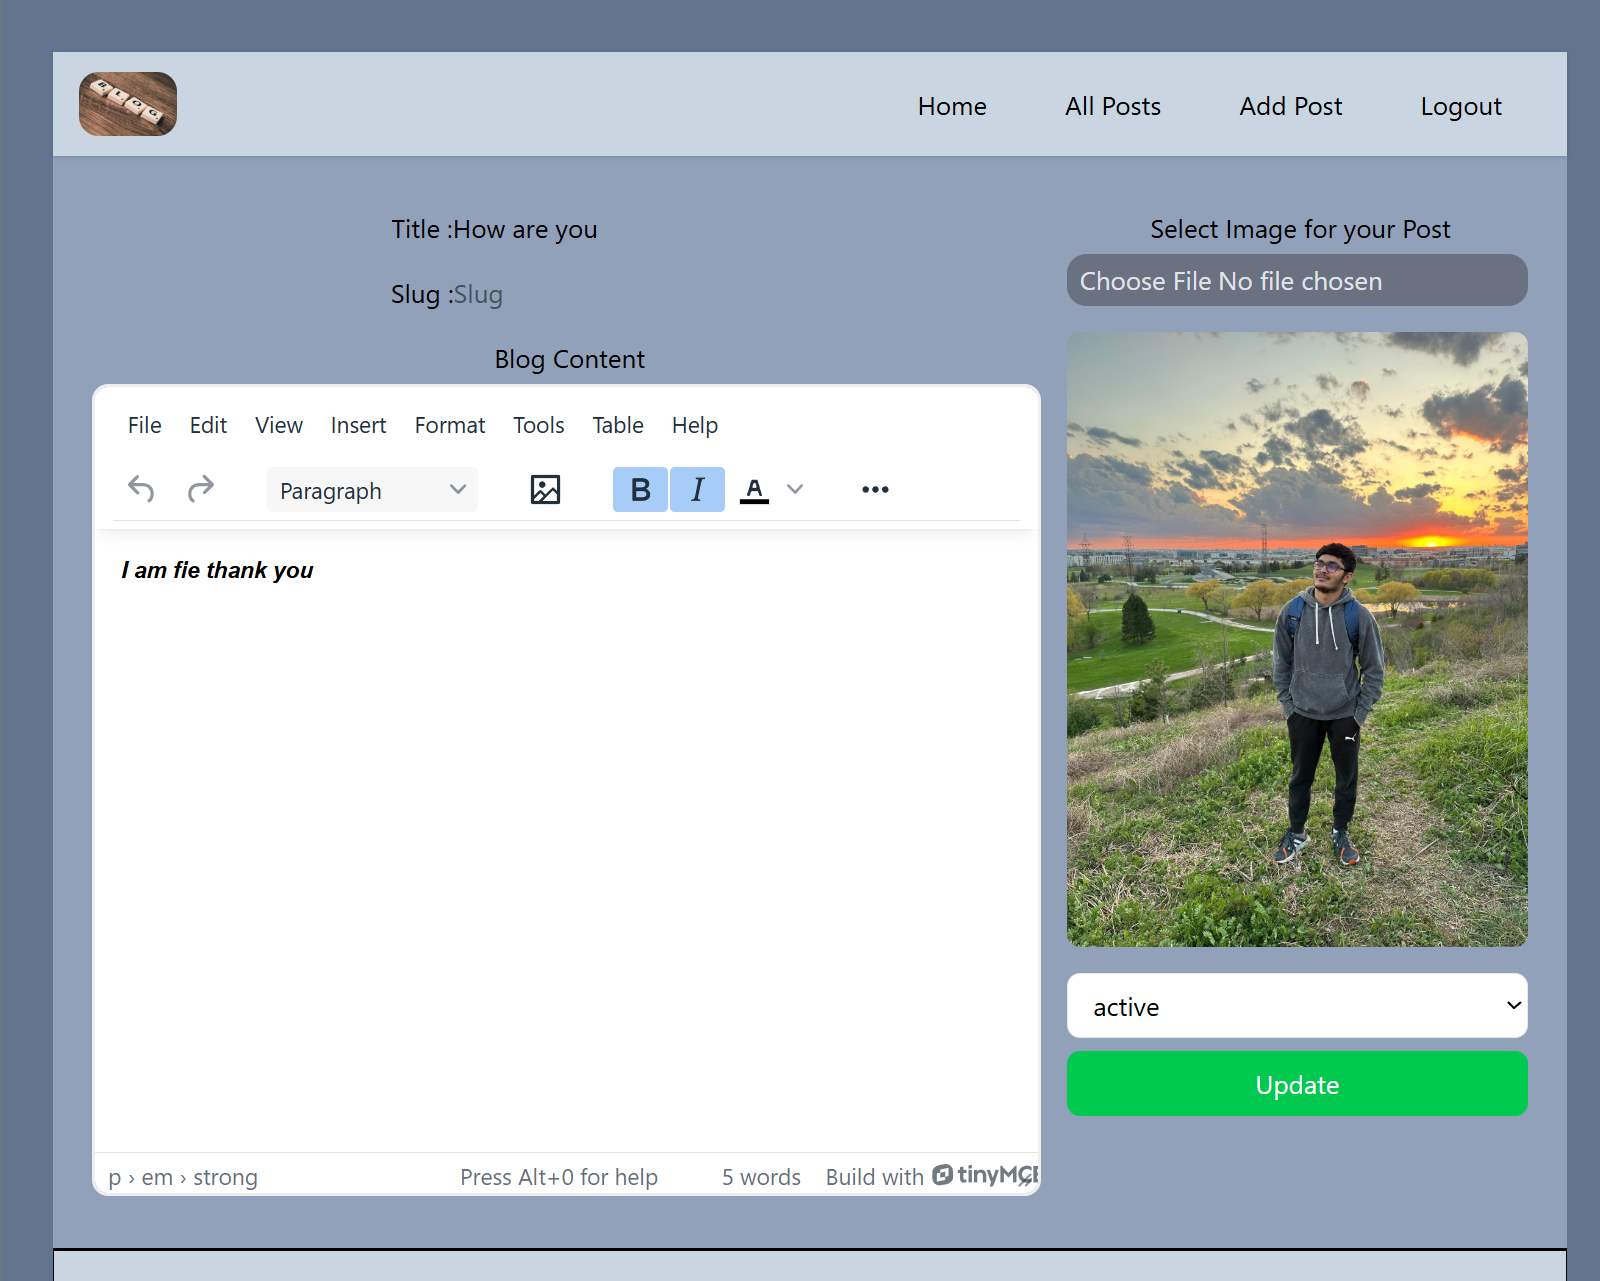 BLOG
Home All Posts Add Post Logout
Title :How are you
Slug :Slug
Blog Content
File Edit View Insert Format Tools Table Help
Paragraph B I A
I am fie thank you
p › em › strong Press Alt+0 for help 5 words Build with tinyMCE
Select Image for your Post
Choose File No file chosen
active
Update